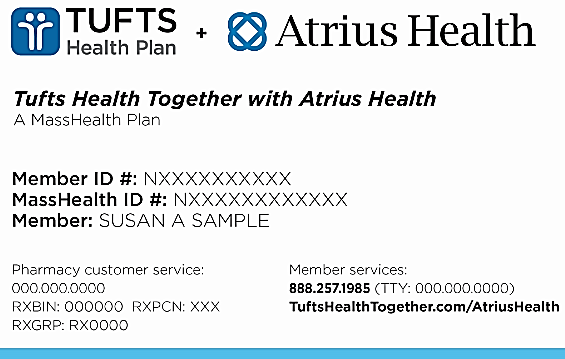 TUFTS
Health Plan
+
Atrius Health
Tufts Health Together with Atrius Health
A MassHealth Plan
Member ID #: NXXXXXXXXXX
MassHealth ID #: NXXXXXXXXXXXXX
Member: SUSAN A SAMPLE
Pharmacy customer service:
000.000.0000
RXBIN: 000000 RXPCN: XXX
RXGRP: RX0000
Member services:
888.257.1985 (TTY: 000.000.0000)
TuftsHealthTogether.com/AtriusHealth